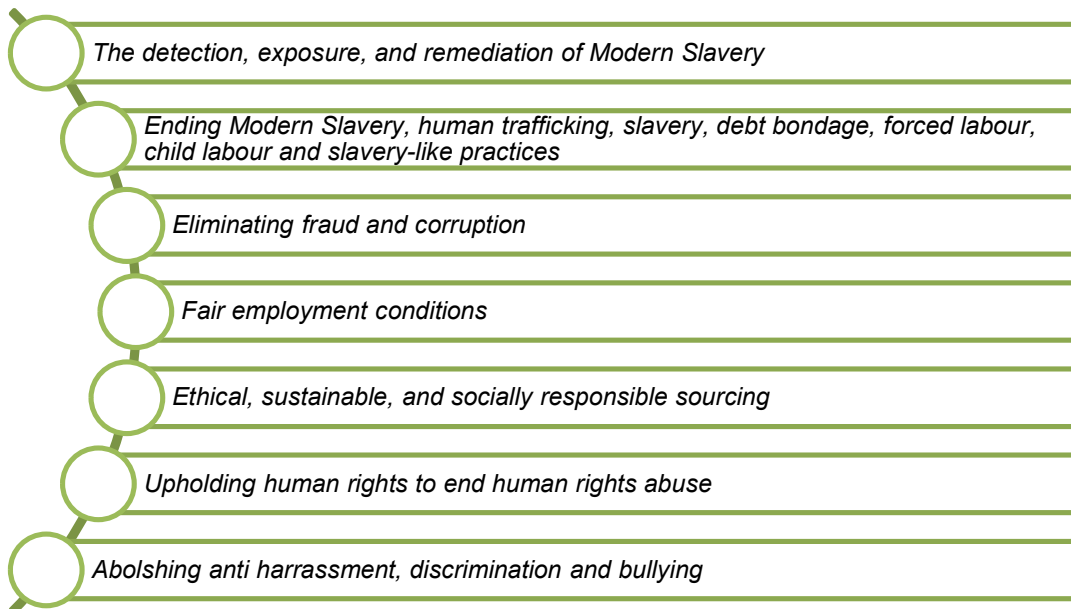 The detection, exposure, and remediation of Modern Slavery
Ending Modern Slavery, human trafficking, slavery, debt bondage, forced labour,
child labour and slavery-like practices
Eliminating fraud and corruption
Fair employment conditions
Ethical, sustainable, and socially responsible sourcing
Upholding human rights to end human rights abuse
Abolshing anti harrassment, discrimination and bullying